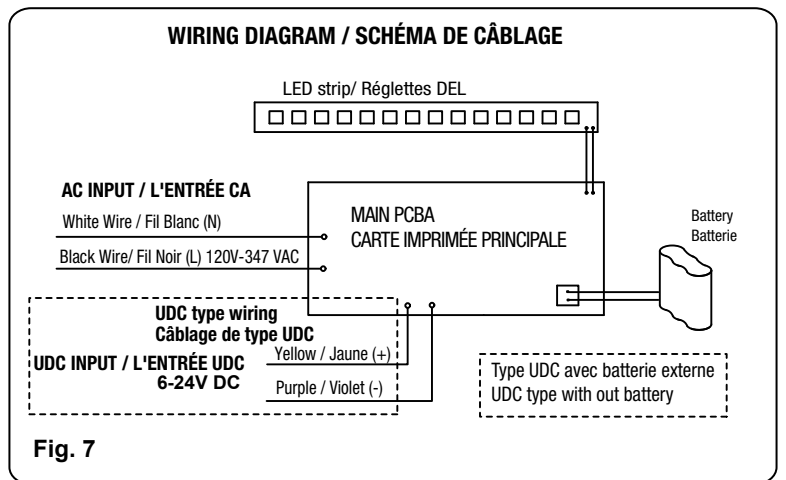 WIRING DIAGRAM / SCHÉMA DE CÂBLAGE
LED strip/ Réglettes DEL
AC INPUT / L'ENTRÉE CA
White Wire / Fil Blanc (N)
Black Wire/ Fil Noir (L) 120V-347 VAC
MAIN PCBA
CARTE IMPRIMÉE PRINCIPALE
Battery
Batterie
UDC type wiring
Câblage de type UDC
UDC INPUT / L'ENTRÉE UDC
6-24V DC
Yellow / Jaune (+)
Purple / Violet (-)
Type UDC avec batterie externe
UDC type with out battery
Fig. 7